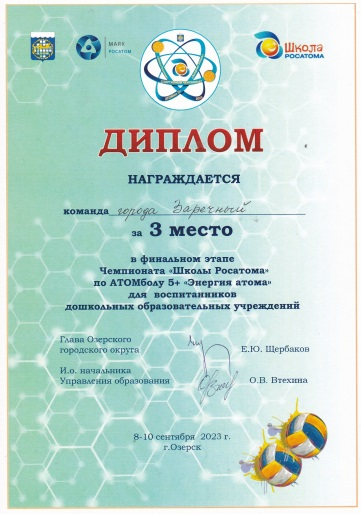 МАЯК
РОСАТОМ
Школа
РОСАТОМА
ДИПЛОМ
НАГРАЖДАЕТСЯ
команда города Заречный
за 3 место
в финальном этапе
Чемпионата «Школы Росатома»
по АТОМболу 5+ «Энергия атома»
для воспитанников
дошкольных образовательных учреждений
Глава Озерского
городского округа Е.Ю. Щербаков
И.о. начальника
Управления образования О.В. Втехина
8-10 сентября 2023 г.
г.Озерск